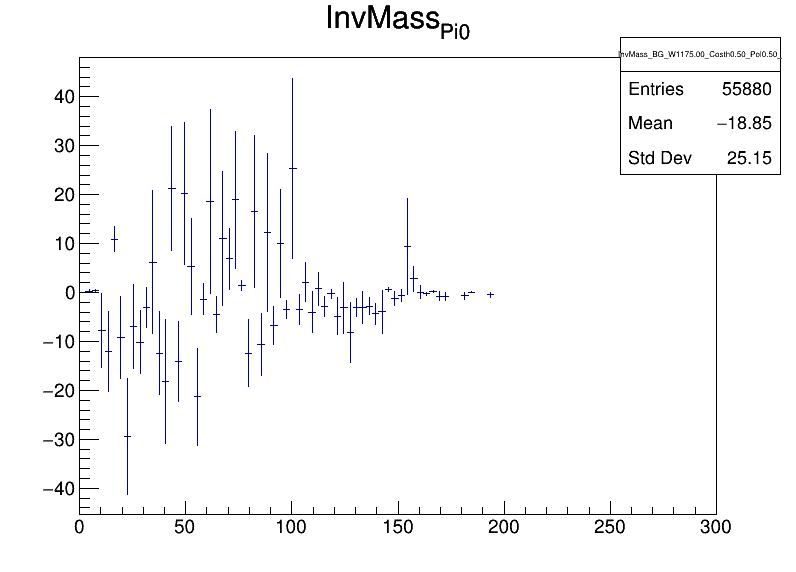 InvMass_Pi0
InvMass_BG_W1175.00_Costh0.50_Pol0.50_
Entries 55880
Mean −18.85
Std Dev 25.15
40
30
20
10
0
−10
−20
−30
−40
0 50 100 150 200 250 300